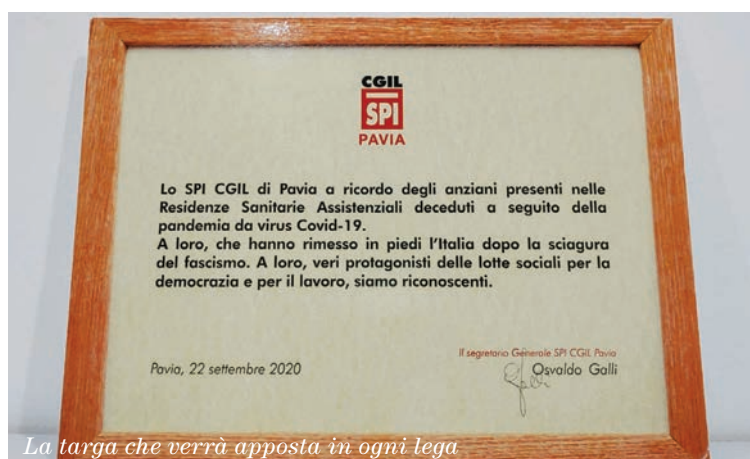 CGIL
SPI
PAVIA
Lo SPI CGIL di Pavia a ricordo degli anziani presenti nelle
Residenze Sanitarie Assistenziali deceduti a seguito della
pandemia da virus Covid-19.
A loro, che hanno rimesso in piedi l'Italia dopo la sciagura
del fascismo. A loro, veri protagonisti delle lotte sociali per la
democrazia e per il lavoro, siamo riconoscenti.
Il segretario Generale SPI CGIL Pavia
Pavia, 22 settembre 2020
Osvaldo Galli
La targa che verrà apposta in ogni lega